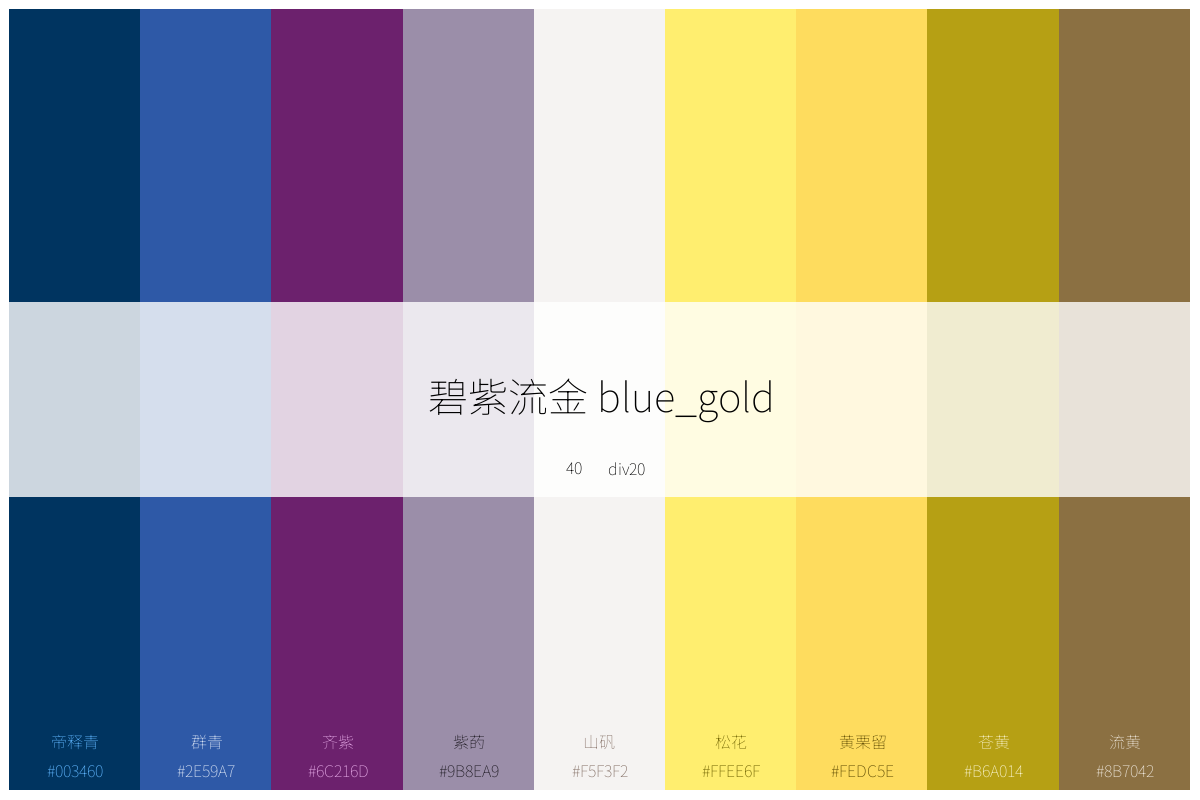 碧紫流金 blue_gold
40 div20
帝释青 群青 齐紫 紫菂 山矾 松花 黄栗留 苍黄 流黄
#003460 #2E59A7 #6C216D #9B8EA9 #F5F3F2 #FFEE6F #FEDC5E #B6A014 #8B7042